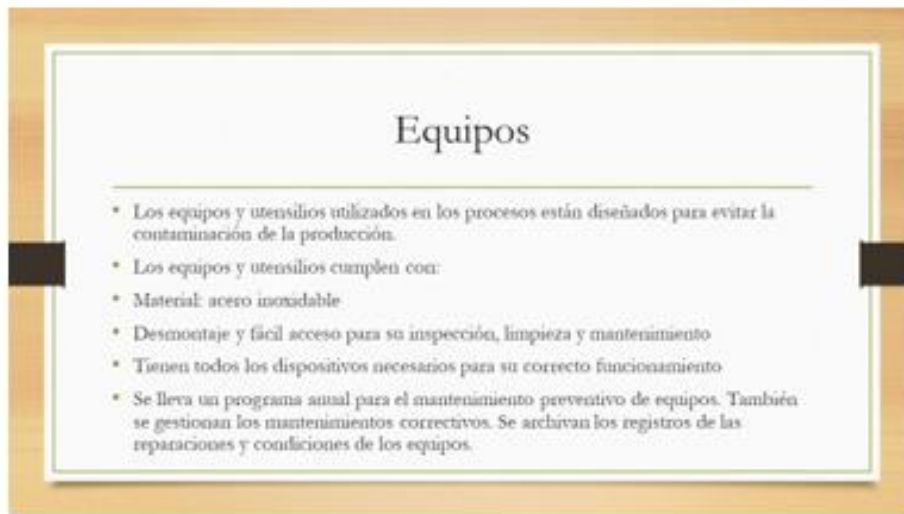 Equipos
• Los equipos y utensilios utilizados en los procesos están diseñados para evitar la
contaminación de la producción.
• Los equipos y utensilios cumplen con:
• Material: acero inoxidable
• Desmontaje y fácil acceso para su inspección, limpieza y mantenimiento
• Tienen todos los dispositivos necesarios para su correcto funcionamiento
• Se lleva un programa anual para el mantenimiento preventivo de equipos. También
se gestionan los mantenimientos correctivos. Se archivan los registros de las
reparaciones y condiciones de los equipos.